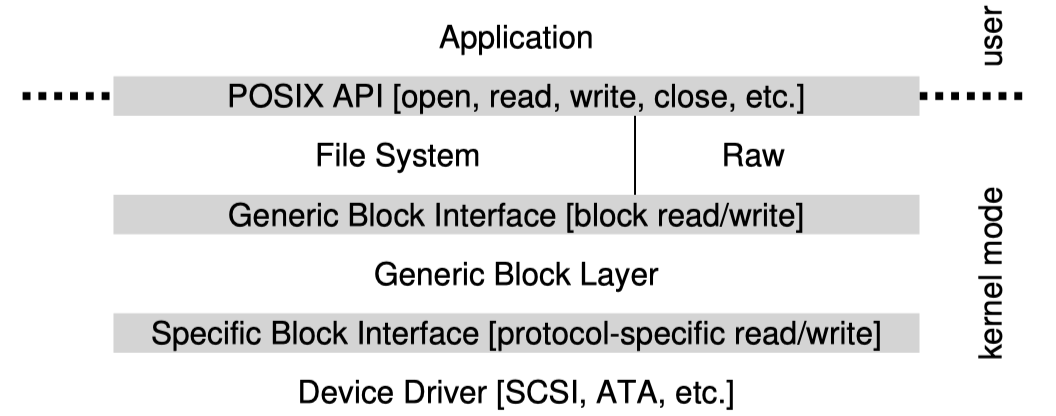 Application
user
POSIX API [open, read, write, close, etc.]
File System
Raw
Generic Block Interface [block read/write]
Generic Block Layer
kernel mode
Specific Block Interface [protocol-specific read/write]
Device Driver [SCSI, ATA, etc.]